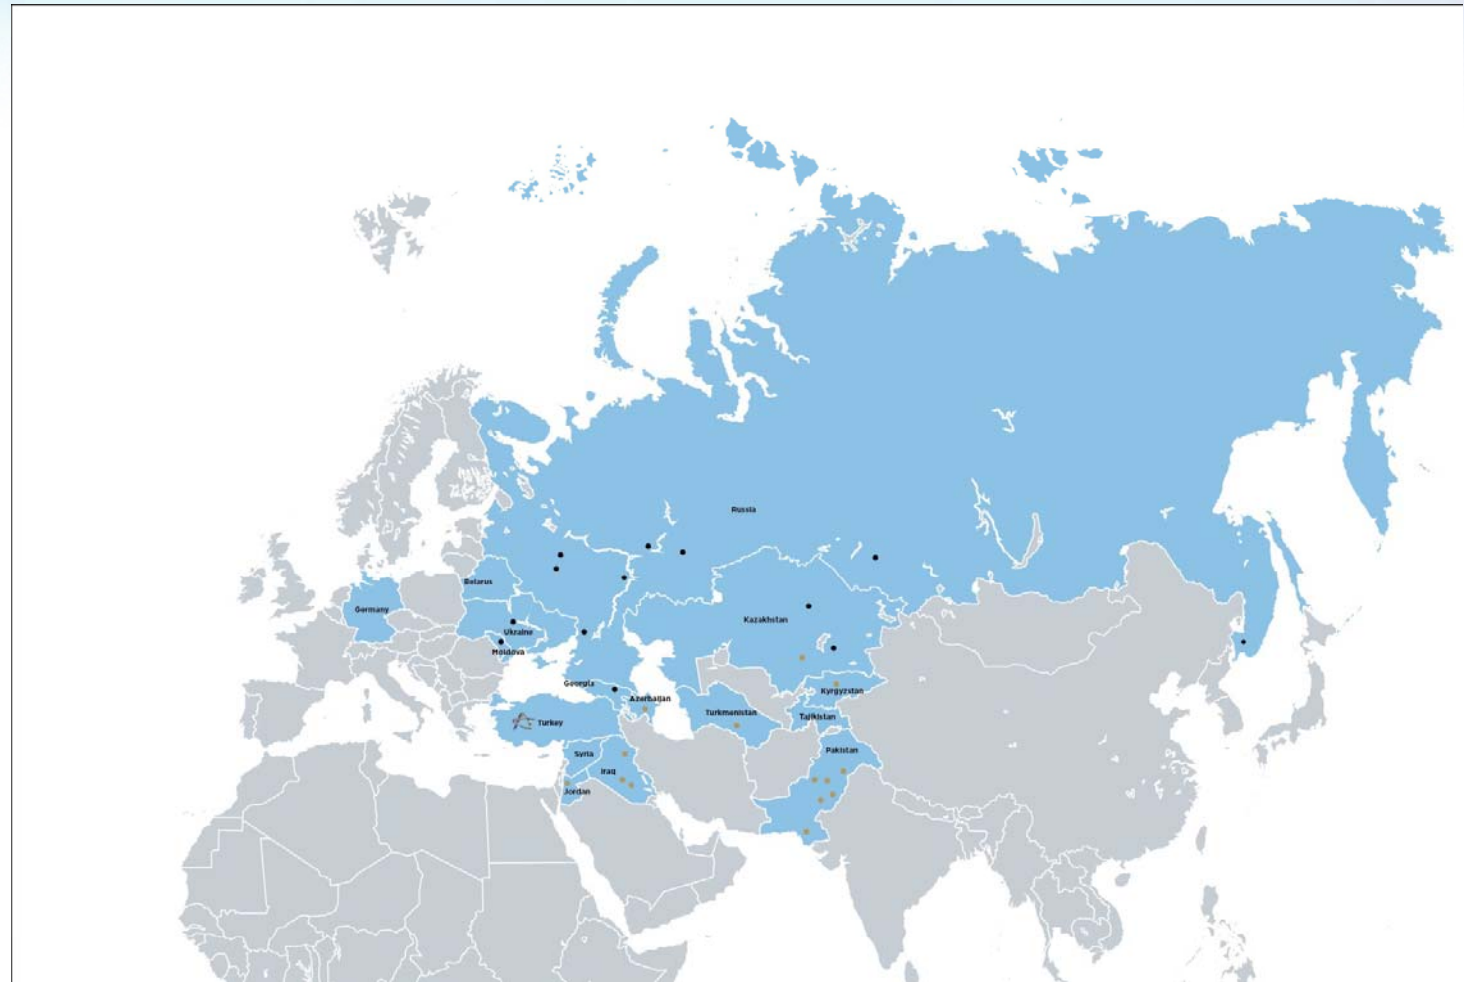 Russia
Belarus
Germany
Kazakhstan
Ukraine
Moldova
Georgia
Azerbaijan
Kyrgyzstan
Turkmenistan
Tajikistan
Turkey
Pakistan
Syria
Iraq
Jordan